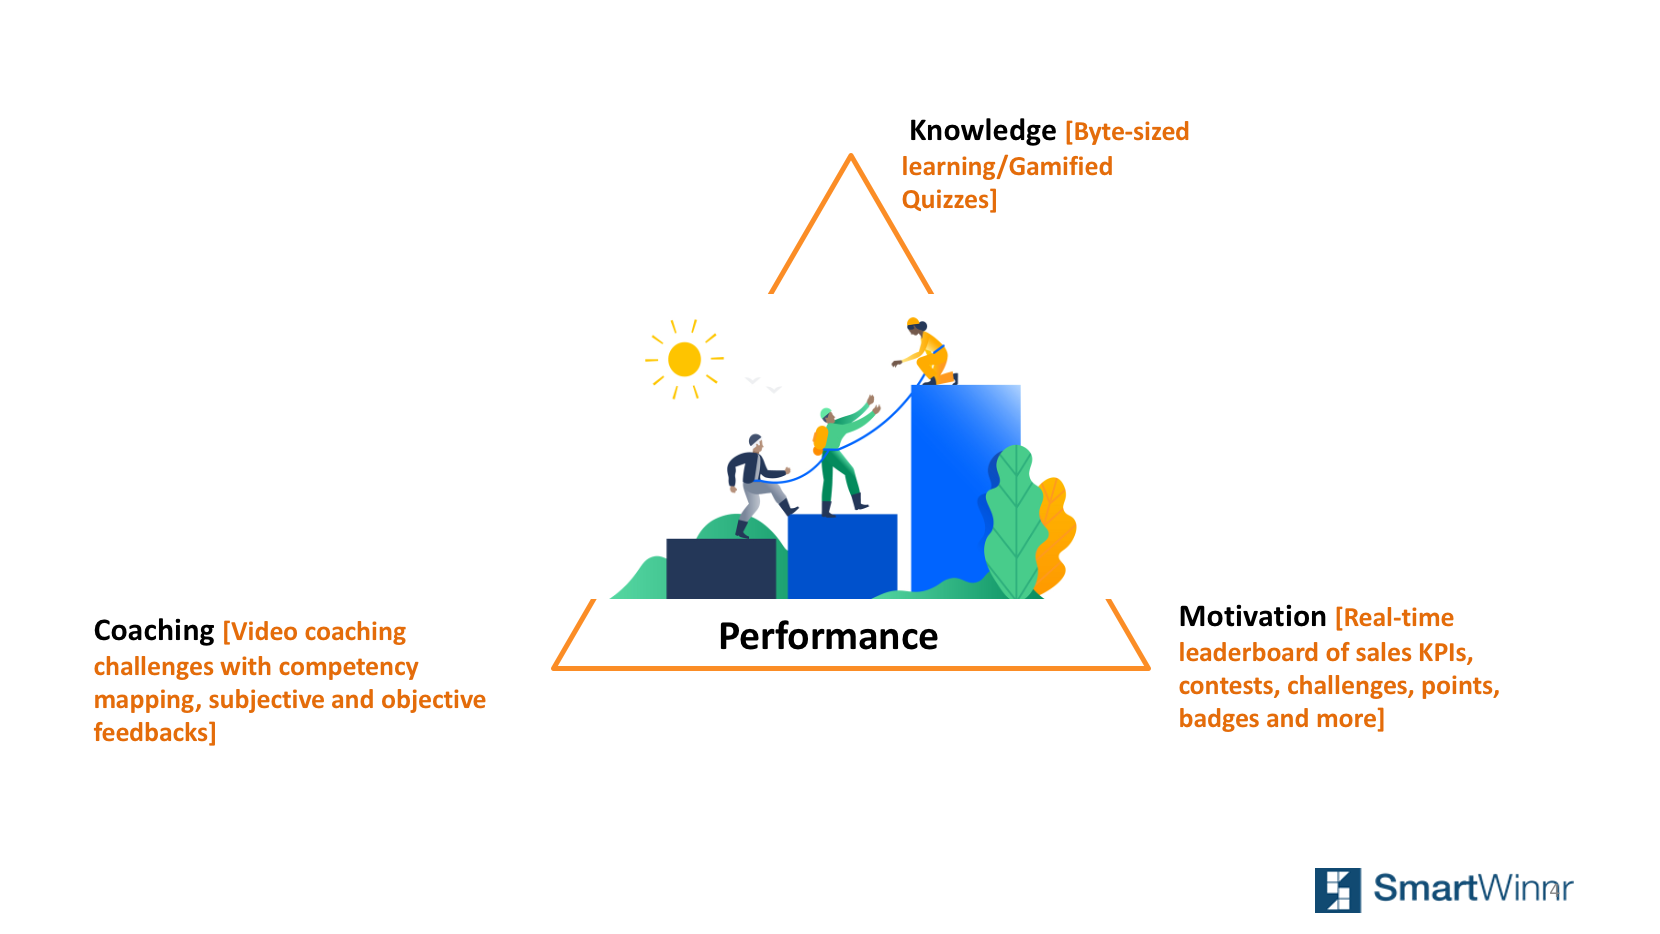 Knowledge [Byte-sized
learning/Gamified
Quizzes]
Performance
Coaching [Video coaching
challenges with competency
mapping, subjective and objective
feedbacks]
Motivation [Real-time
leaderboard of sales KPIs,
contests, challenges, points,
badges and more]
SmartWinnr
4